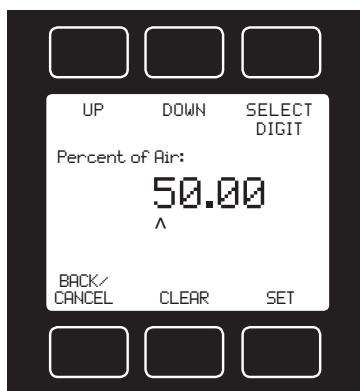 UP DOWN SELECT
DIGIT
Percent of Air:
50.00
^
BACK/
CANCEL CLEAR SET